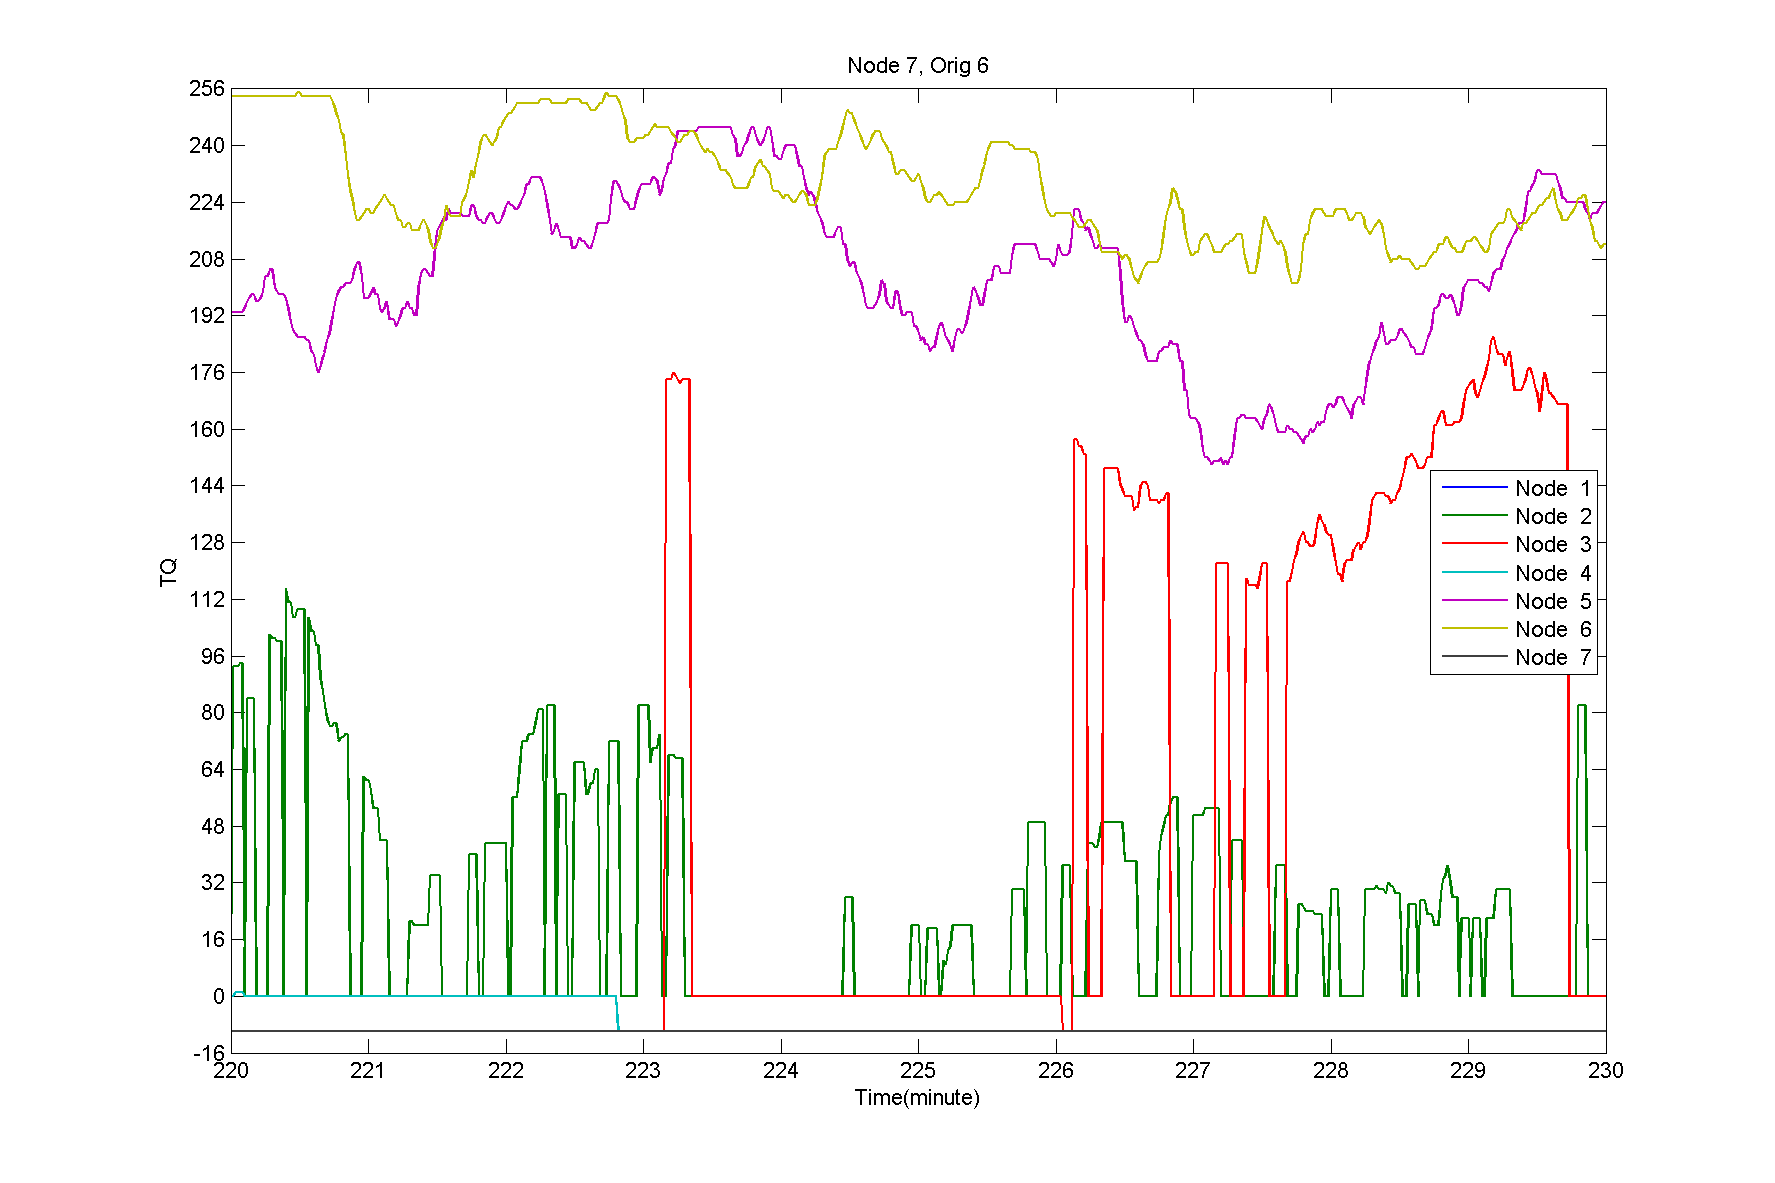 Node 7, Orig 6
256
240
224
208
192
176
160
144
128
112
96
80
64
48
32
16
0
-16
TQ
Node 1
Node 2
Node 3
Node 4
Node 5
Node 6
Node 7
220 221 222 223 224 225 226 227 228 229 230
Time(minute)